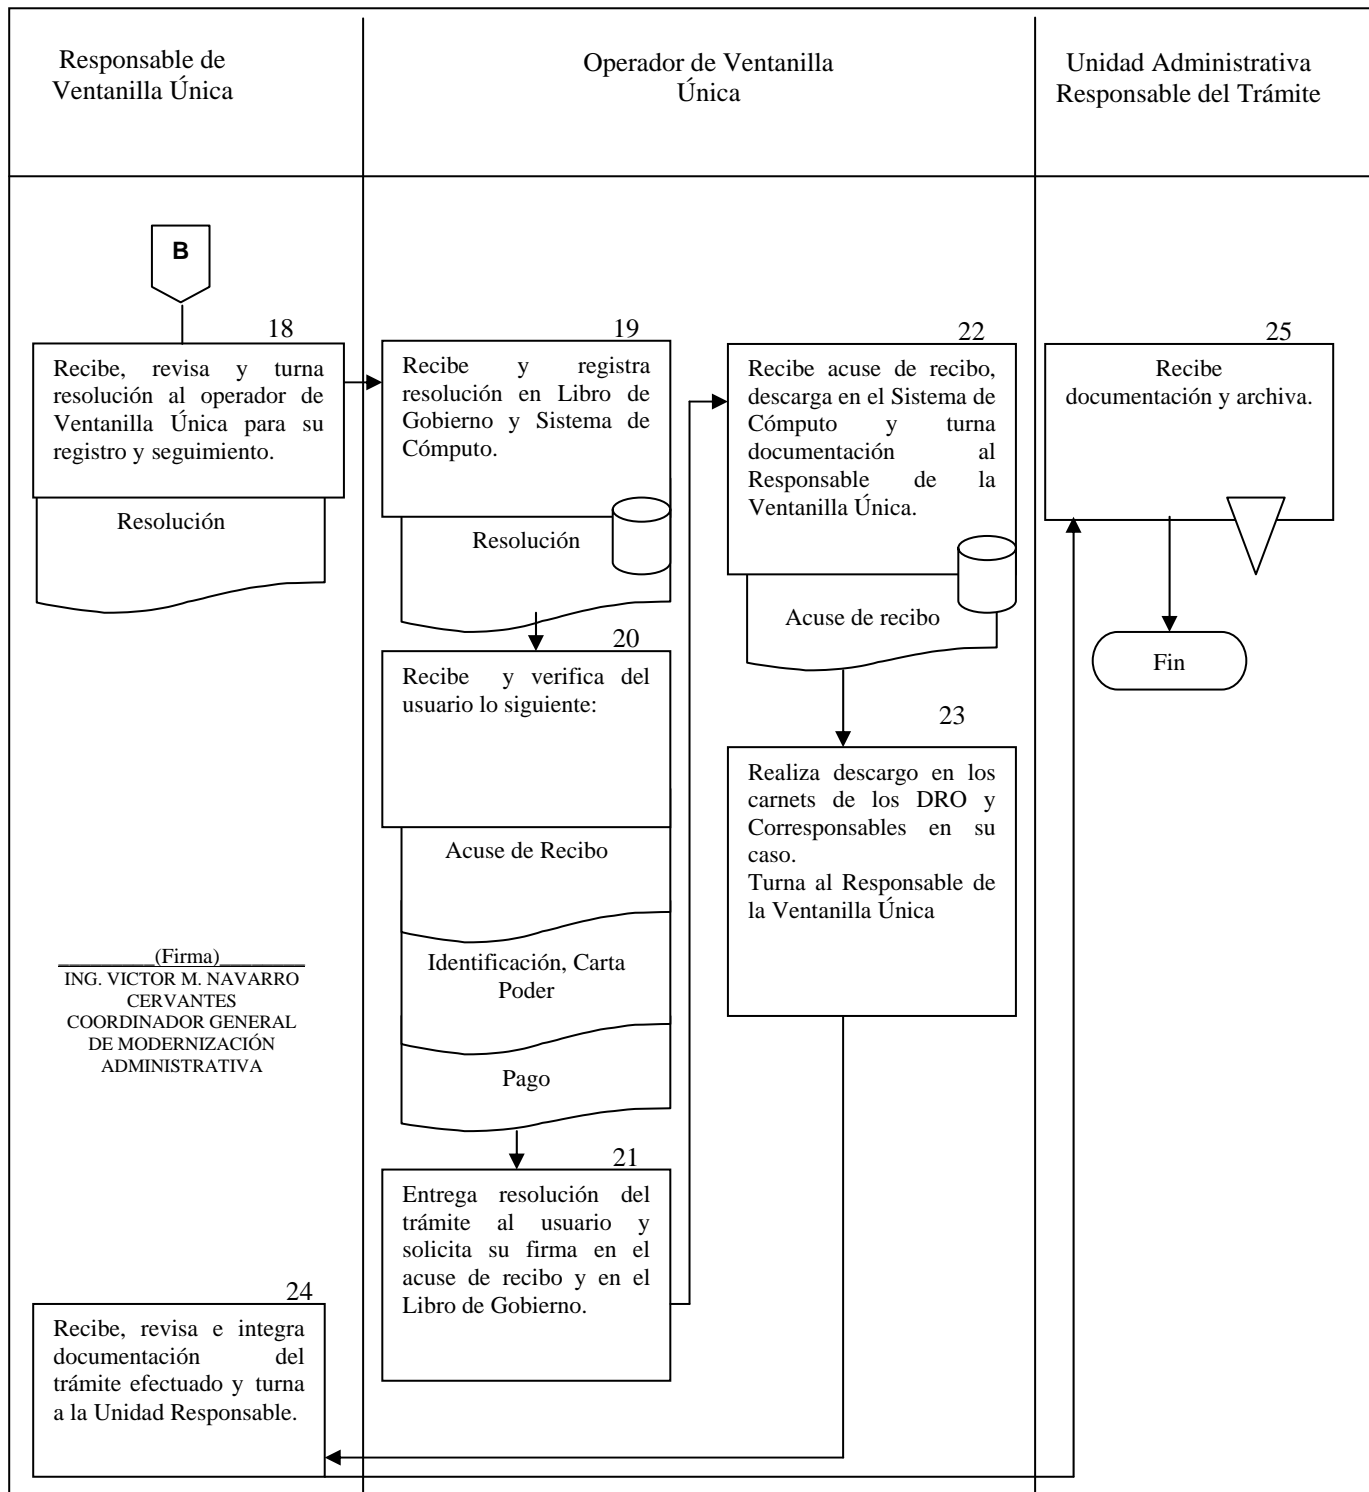 Responsable de
Ventanilla Única
Operador de Ventanilla
Única
Unidad Administrativa
Responsable del Trámite
B
18
Recibe, revisa y turna
resolución al operador de
Ventanilla Única para su
registro y seguimiento.
Resolución
19
Recibe y registra
resolución en Libro de
Gobierno y Sistema de
Cómputo.
Resolución
20
Recibe y verifica del
usuario lo siguiente:
Acuse de Recibo
Identificación, Carta
Poder
Pago
21
Entrega resolución del
trámite al usuario y
solicita su firma en el
acuse de recibo y en el
Libro de Gobierno.
22
Recibe acuse de recibo,
descarga en el Sistema de
Cómputo y turna
documentación al
Responsable de la
Ventanilla Única.
Acuse de recibo
23
Realiza descargo en los
carnets de los DRO y
Corresponsables en su
caso.
Turna al Responsable de
la Ventanilla Única
(Firma)
ING. VICTOR M. NAVARRO
CERVANTES
COORDINADOR GENERAL
DE MODERNIZACIÓN
ADMINISTRATIVA
24
Recibe, revisa e integra
documentación del
trámite efectuado y turna
a la Unidad Responsable.
25
Recibe
documentación y archiva.
Fin